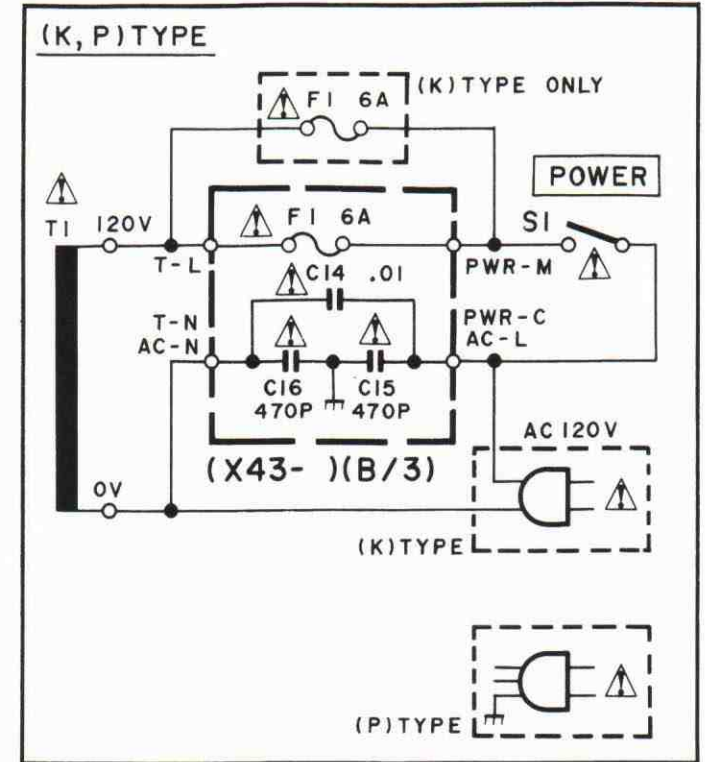 (K, P) TYPE
F1 6A
(K) TYPE ONLY
POWER
T1 120V
F1 6A
S1
T-L
PWR-M
C14 .01
T-N
AC-N
PWR-C
AC-L
C16
470P
C15
470P
AC 120V
(X43- )(B/3)
0V
(K) TYPE
(P) TYPE